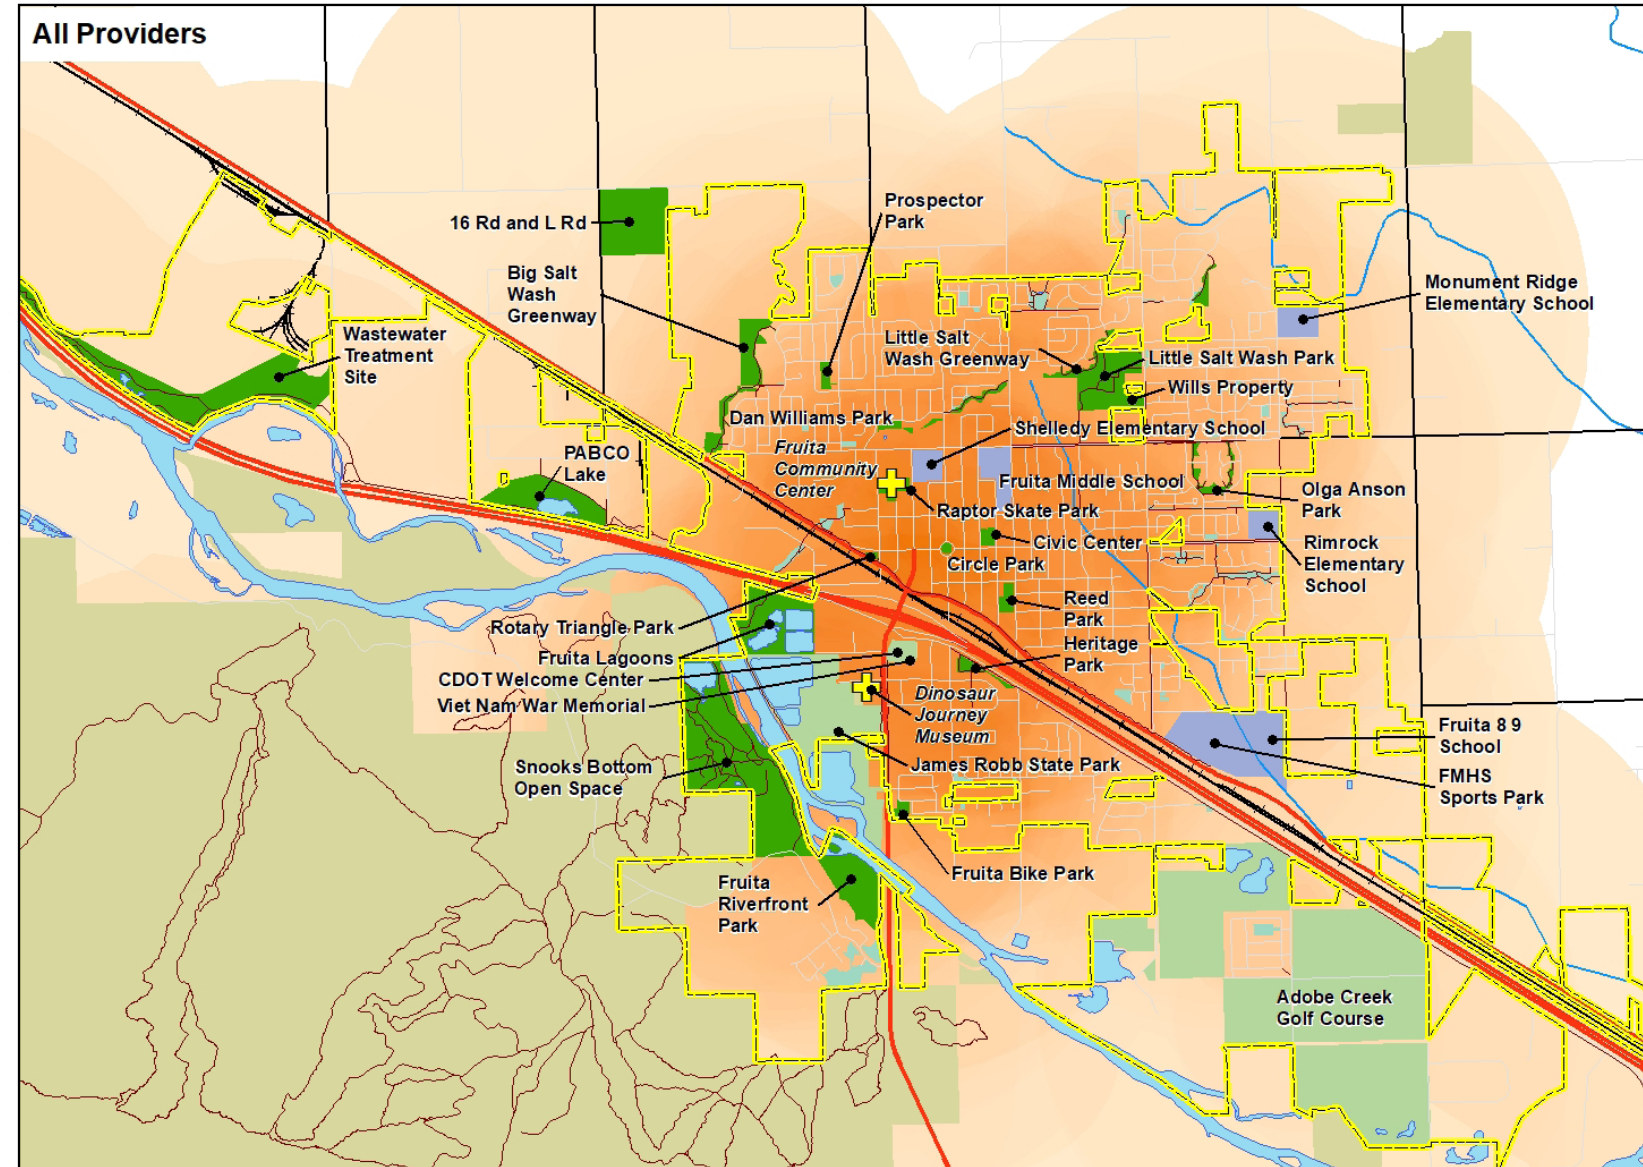 All Providers
Prospector
Park
16 Rd and L Rd
Big Salt
Wash
Greenway
Monument Ridge
Elementary School
Wastewater
Treatment
Site
Little Salt
Wash Greenway
Little Salt Wash Park
Wills Property
Dan Williams Park
Shelledy Elementary School
Fruita
Community
Center
PABCO
Lake
Fruita Middle School
Olga Anson
Park
Raptor Skate Park
Civic Center
Circle Park
Rimrock
Elementary
School
Reed
Park
Rotary Triangle Park
Heritage
Park
Fruita Lagoons
CDOT Welcome Center
Viet Nam War Memorial
Dinosaur
Journey
Museum
Fruita 8 9
School
James Robb State Park
Snooks Bottom
Open Space
FMHS
Sports Park
Fruita Bike Park
Fruita
Riverfront
Park
Adobe Creek
Golf Course